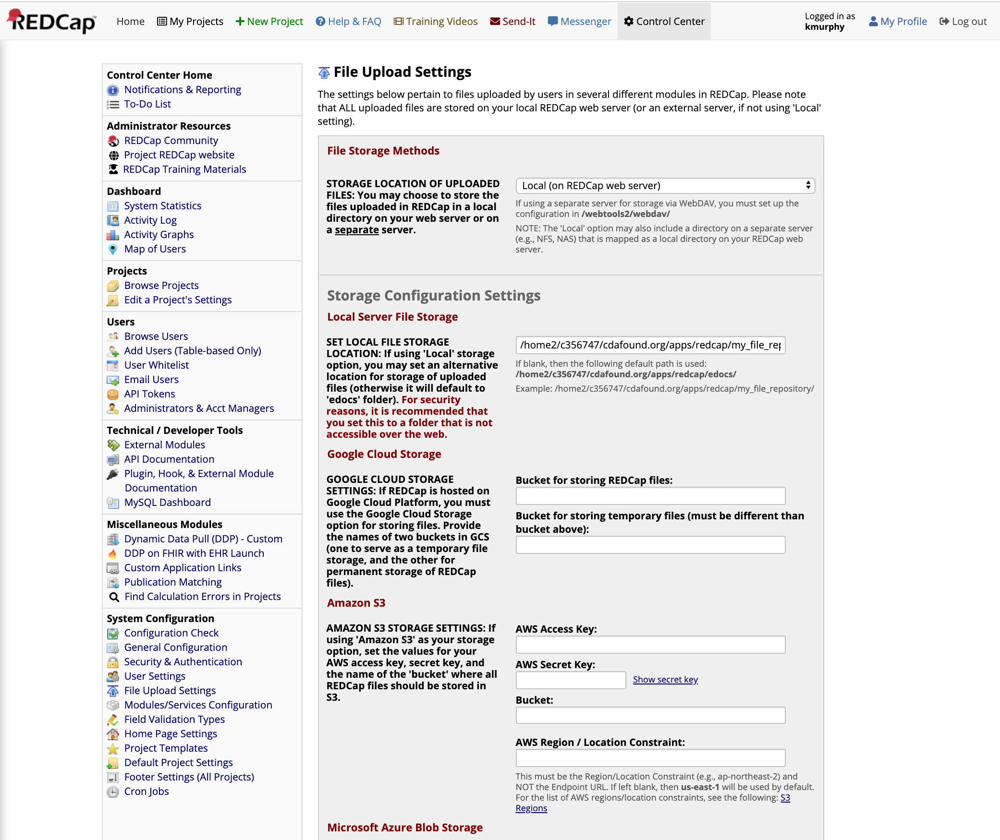 REDCap™
Home
My Projects
New Project
Help & FAQ
Training Videos
Send-It
Messenger
Control Center
Logged in as
kmurphy
My Profile
Log out
Control Center Home
Notifications & Reporting
To-Do List
Administrator Resources
REDCap Community
Project REDCap website
REDCap Training Materials
Dashboard
System Statistics
Activity Log
Activity Graphs
Map of Users
Projects
Browse Projects
Edit a Project's Settings
Users
Browse Users
Add Users (Table-based Only)
User Whitelist
Email Users
API Tokens
Administrators & Acct Managers
Technical / Developer Tools
External Modules
API Documentation
Plugin, Hook, & External Module
Documentation
MySQL Dashboard
Miscellaneous Modules
Dynamic Data Pull (DDP) - Custom
DDP on FHIR with EHR Launch
Custom Application Links
Publication Matching
Find Calculation Errors in Projects
System Configuration
Configuration Check
General Configuration
Security & Authentication
User Settings
File Upload Settings
Modules/Services Configuration
Field Validation Types
Home Page Settings
Project Templates
Default Project Settings
Footer Settings (All Projects)
Cron Jobs
File Upload Settings
The settings below pertain to files uploaded by users in several different modules in REDCap. Please note
that ALL uploaded files are stored on your local REDCap web server (or an external server, if not using 'Local'
setting).
File Storage Methods
STORAGE LOCATION OF UPLOADED
FILES: You may choose to store the
files uploaded in REDCap in a local
directory on your web server or on
a separate server.
Local (on REDCap web server)
If using a separate server for storage via WebDAV, you must set up the
configuration in /webtools2/webdav/
NOTE: The 'Local' option may also include a directory on a separate server
(e.g., NFS, NAS) that is mapped as a local directory on your REDCap web
server.
Storage Configuration Settings
Local Server File Storage
SET LOCAL FILE STORAGE
LOCATION: If using 'Local' storage
option, you may set an alternative
location for storage of uploaded
files (otherwise it will default to
'edocs' folder). For security
reasons, it is recommended that
you set this to a folder that is not
accessible over the web.
/home2/c356747/cdafound.org/apps/redcap/my_file_rep
If blank, then the following default path is used:
/home2/c356747/cdafound.org/apps/redcap/edocs/
Example: /home2/c356747/cdafound.org/apps/redcap/my_file_repository/
Google Cloud Storage
GOOGLE CLOUD STORAGE
SETTINGS: If REDCap is hosted on
Google Cloud Platform, you must
use the Google Cloud Storage
option for storing files. Provide
the names of two buckets in GCS
(one to serve as a temporary file
storage, and the other for
permanent storage of REDCap
files).
Bucket for storing REDCap files:
Bucket for storing temporary files (must be different than
bucket above):
Amazon S3
AMAZON S3 STORAGE SETTINGS: If
using 'Amazon S3' as your storage
option, set the values for your
AWS access key, secret key, and
the name of the 'bucket' where all
REDCap files should be stored in
S3.
AWS Access Key:
AWS Secret Key:
Show secret key
Bucket:
AWS Region / Location Constraint:
This must be the Region/Location Constraint (e.g., ap-northeast-2) and
NOT the Endpoint URL. If left blank, then us-east-1 will be used by default.
For the list of AWS regions/location constraints, see the following: S3
Regions
Microsoft Azure Blob Storage